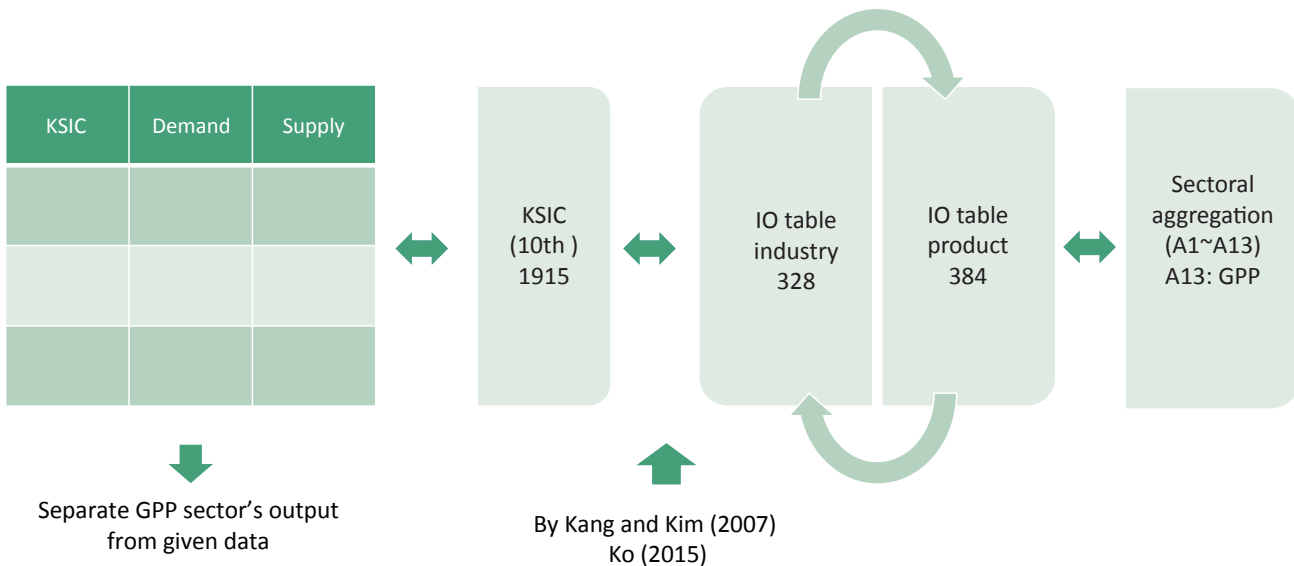 KSIC
Demand
Supply
KSIC
(10th )
1915
IO table
industry
328
IO table
product
384
Sectoral
aggregation
(A1~A13)
A13: GPP
Separate GPP sector’s output
from given data
By Kang and Kim (2007)
Ko (2015)